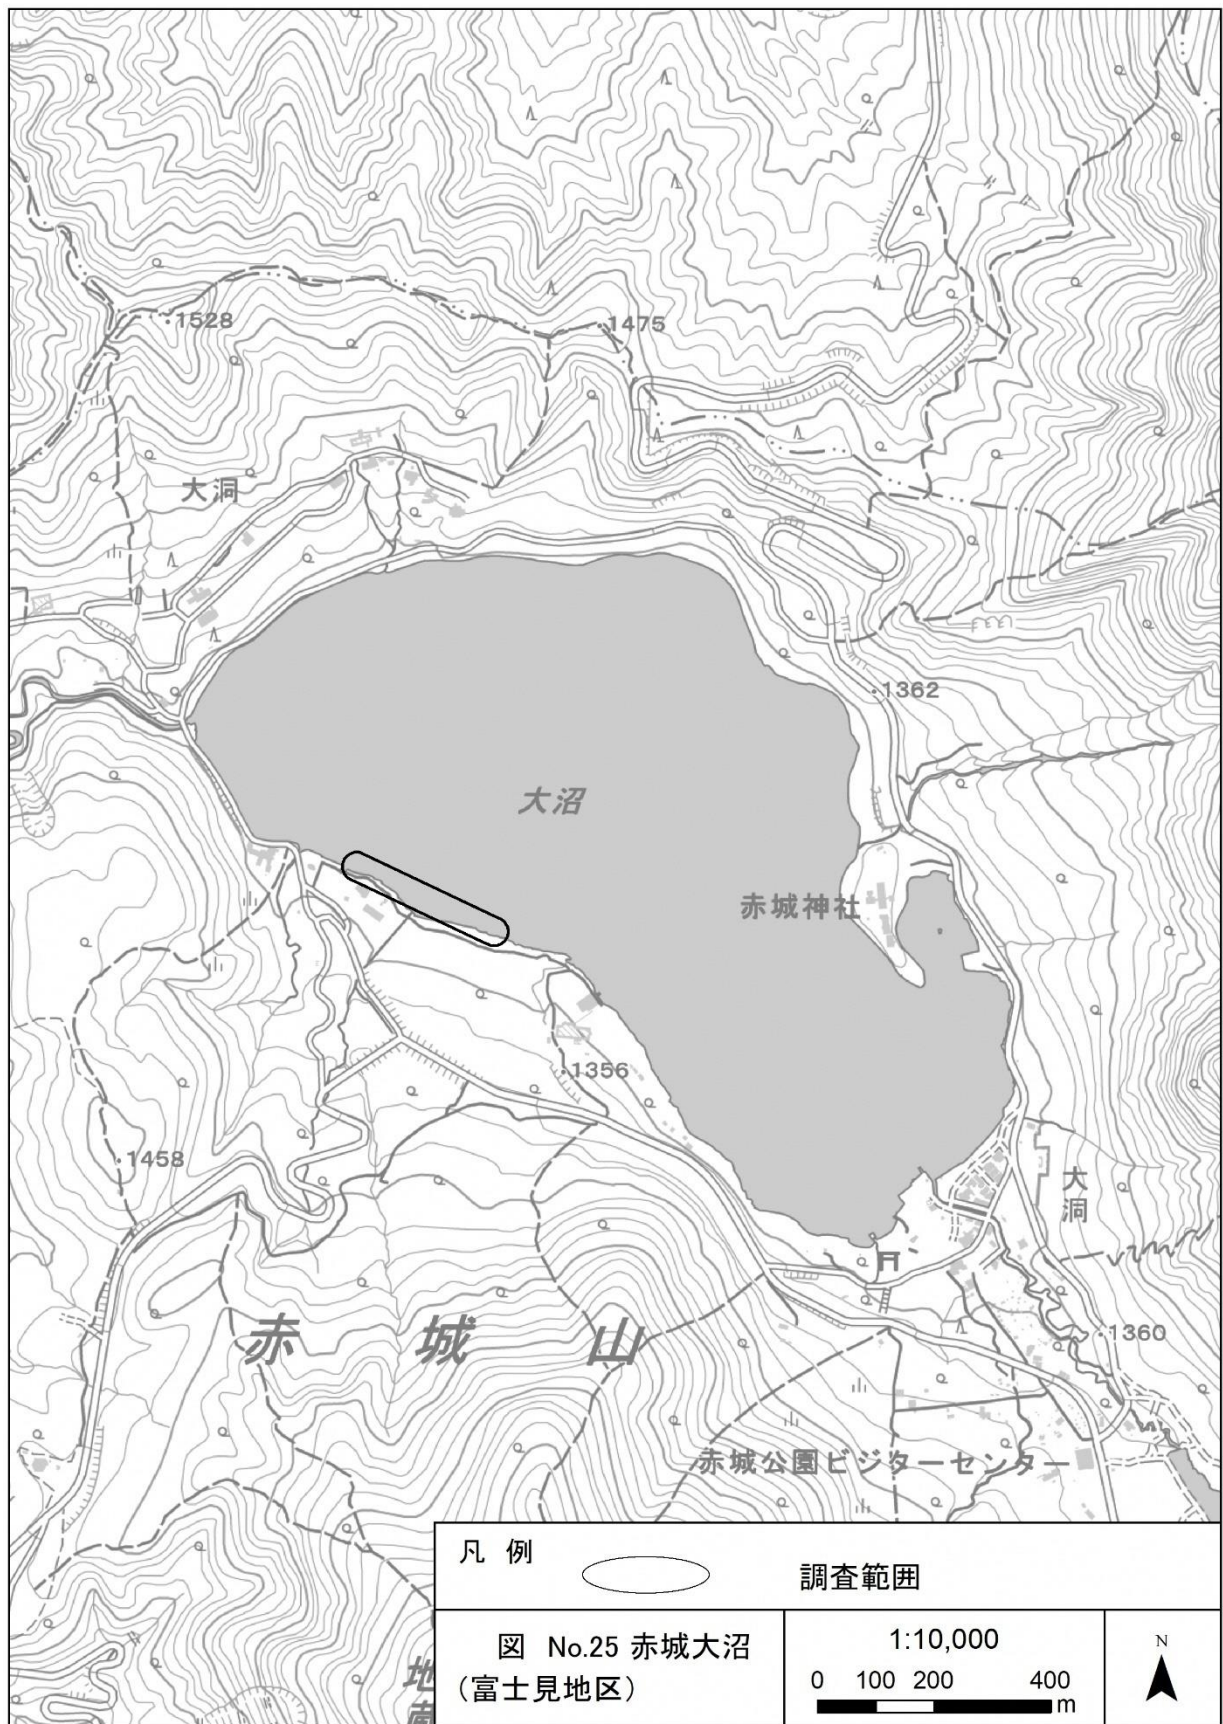 1528
1475
大洞
1362
大沼
赤城神社
1356
1458
大洞
赤城山
1360
赤城公園ビジターセンター
地
凡 例
調査範囲
図 No.25 赤城大沼
（富士見地区）
1:10,000
0 100 200 400
m
N